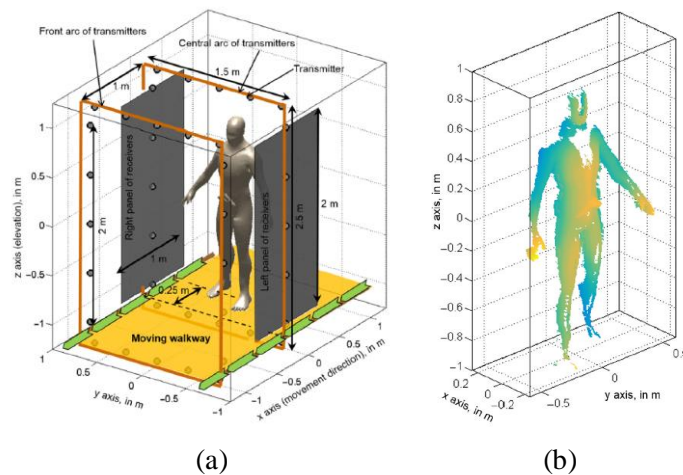 Front arc of transmitters
Central arc of transmitters
Transmitter
1 m
1.5 m
Right panel of receivers
Left panel of receivers
2 m
2.5 m
2 m
1 m
0.25 m
Moving walkway
z axis (elevation), in m
1
0.5
0
−0.5
−1
y axis, in m
1
0.5
0
−0.5
−1
x axis (movement direction), in m
−1
−0.5
0
0.5
1
(a)
z axis, in m
1
0.8
0.6
0.4
0.2
0
−0.2
−0.4
−0.6
−0.8
−1
x axis, in m
0.2
0
−0.2
y axis, in m
−0.5
0
0.5
(b)